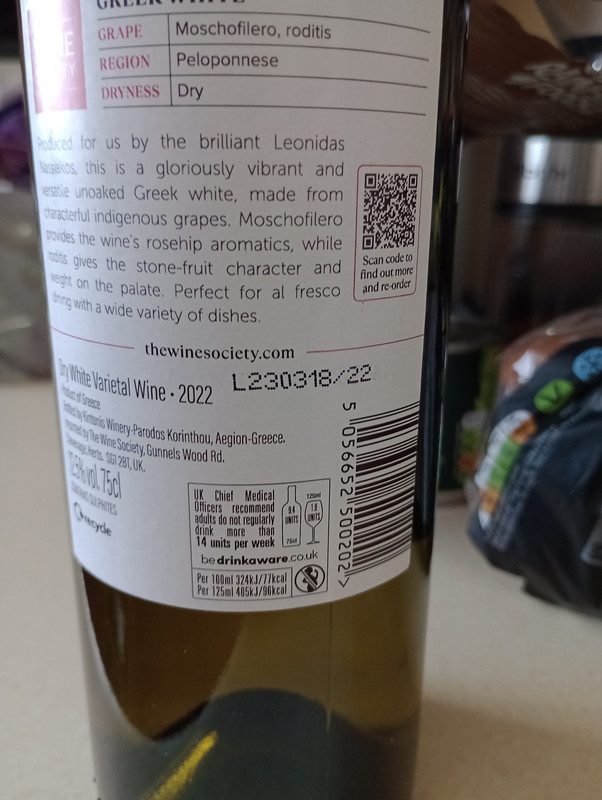 GREEK WHITE
GRAPE Moschofilero, roditis
REGION Peloponnese
DRYNESS Dry
Produced for us by the brilliant Leonidas
Nassiakos, this is a gloriously vibrant and
versatile unoaked Greek white, made from
characterful indigenous grapes. Moschofilero
provides the wine's rosehip aromatics, while
roditis gives the stone-fruit character and
weight on the palate. Perfect for al fresco
dining with a wide variety of dishes.
Scan code to
find out more
and re-order
thewinesociety.com
Dry White Varietal Wine • 2022
L230318/22
Product of Greece
Bottled by Kintonis Winery-Parodos Korinthou, Aegion-Greece.
Imported by The Wine Society, Gunnels Wood Rd.
Stevenage, Herts. SG1 2BT, UK.
12.5% vol. 75cl
CONTAINS SULPHITES
recycle
UK Chief Medical
Officers recommend
adults do not regularly
drink more than
14 units per week
9.4
UNITS
75cl
125ml
1.6
UNITS
bedrinkaware.co.uk
Per 100ml 324kJ/77kcal
Per 125ml 405kJ/96kcal
5 056652 500202 >